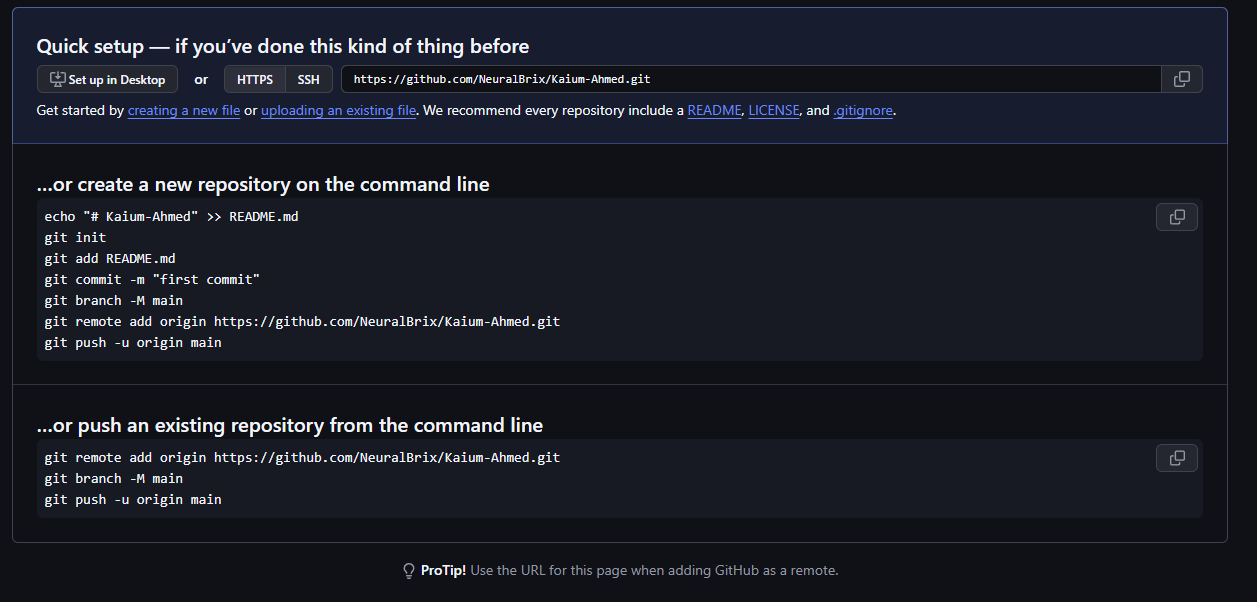 Quick setup — if you’ve done this kind of thing before
Set up in Desktop or HTTPS SSH https://github.com/NeuralBrix/Kaium-Ahmed.git
Get started by creating a new file or uploading an existing file. We recommend every repository include a README, LICENSE, and .gitignore.
…or create a new repository on the command line
echo "# Kaium-Ahmed" >> README.md
git init
git add README.md
git commit -m "first commit"
git branch -M main
git remote add origin https://github.com/NeuralBrix/Kaium-Ahmed.git
git push -u origin main
…or push an existing repository from the command line
git remote add origin https://github.com/NeuralBrix/Kaium-Ahmed.git
git branch -M main
git push -u origin main
ProTip! Use the URL for this page when adding GitHub as a remote.